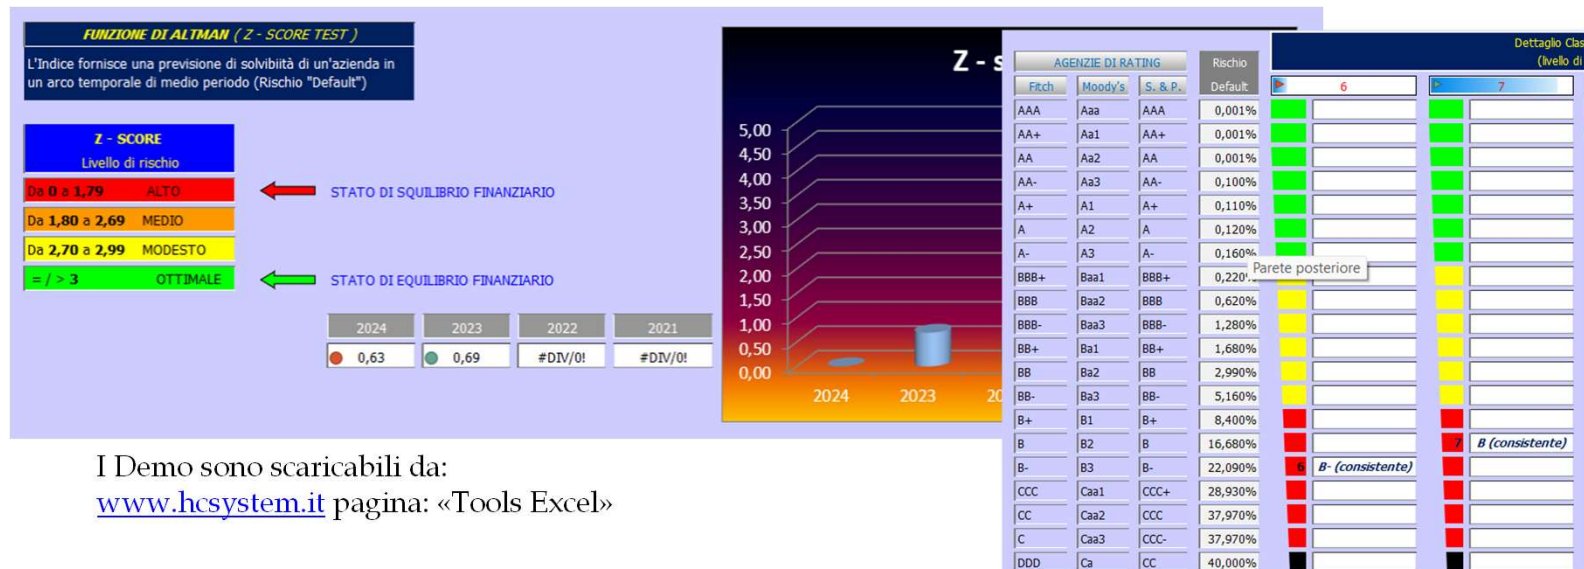 FUNZIONE DI ALTMAN ( Z - SCORE TEST )
L'Indice fornisce una previsione di solvibiità di un'azienda in
un arco temporale di medio periodo (Rischio "Default")
Z - SCORE
Livello di rischio
Da 0 a 1,79 ALTO
STATO DI SQUILIBRIO FINANZIARIO
Da 1,80 a 2,69 MEDIO
Da 2,70 a 2,99 MODESTO
= / > 3 OTTIMALE
STATO DI EQUILIBRIO FINANZIARIO
2024 2023 2022 2021
0,63 0,69 #DIV/0! #DIV/0!
Z - s
5,00
4,50
4,00
3,50
3,00
2,50
2,00
1,50
1,00
0,50
0,00
2024 2023 20
AGENZIE DI RATING Rischio
Fitch Moody's S. & P. Default
Dettaglio Clas
(livello di
6 7
AAA Aaa AAA 0,001%
AA+ Aa1 AA+ 0,001%
AA Aa2 AA 0,001%
AA- Aa3 AA- 0,100%
A+ A1 A+ 0,110%
A A2 A 0,120%
A- A3 A- 0,160%
Parete posteriore
BBB+ Baa1 BBB+ 0,220%
BBB Baa2 BBB 0,620%
BBB- Baa3 BBB- 1,280%
BB+ Ba1 BB+ 1,680%
BB Ba2 BB 2,990%
BB- Ba3 BB- 5,160%
B+ B1 B+ 8,400%
B B2 B 16,680% 7 B (consistente)
B- B3 B- 22,090% 6 B- (consistente)
CCC Caa1 CCC+ 28,930%
CC Caa2 CCC 37,970%
C Caa3 CCC- 37,970%
DDD Ca CC 40,000%
I Demo sono scaricabili da:
www.hcsystem.it pagina: «Tools Excel»